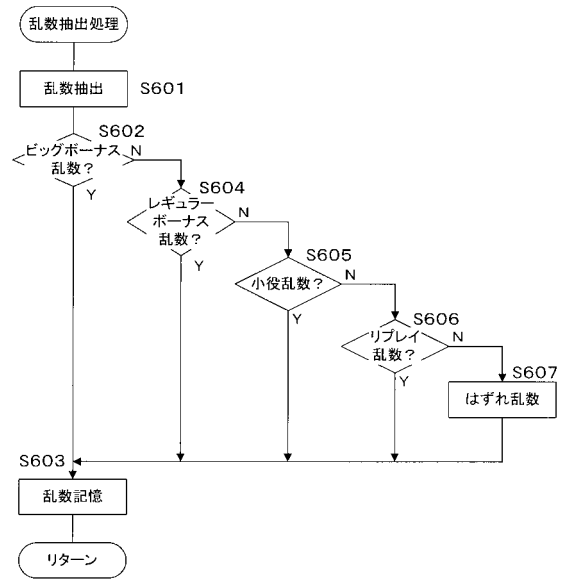 乱数抽出処理
乱数抽出
S601
S602
ビッグボーナス
乱数？
N
Y
S604
レギュラー
ボーナス
乱数？
N
Y
S605
小役乱数？
N
Y
S606
リプレイ
乱数？
N
Y
S607
はずれ乱数
S603
乱数記憶
リターン